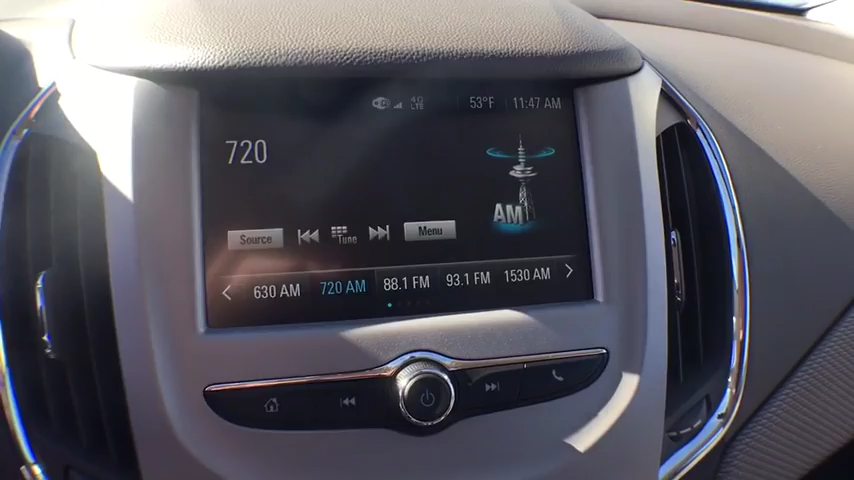 4G LTE 53°F 11:47 AM
720
AM
Source Tune Menu
630 AM 720 AM 88.1 FM 93.1 FM 1530 AM